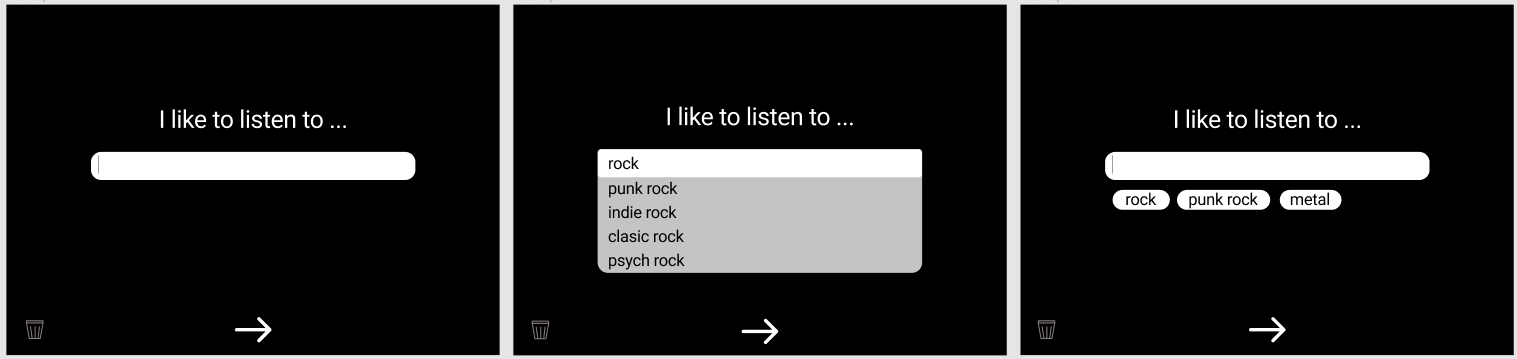 I like to listen to ...
I like to listen to ...
rock
punk rock
indie rock
clasic rock
psych rock
I like to listen to ...
rock punk rock metal